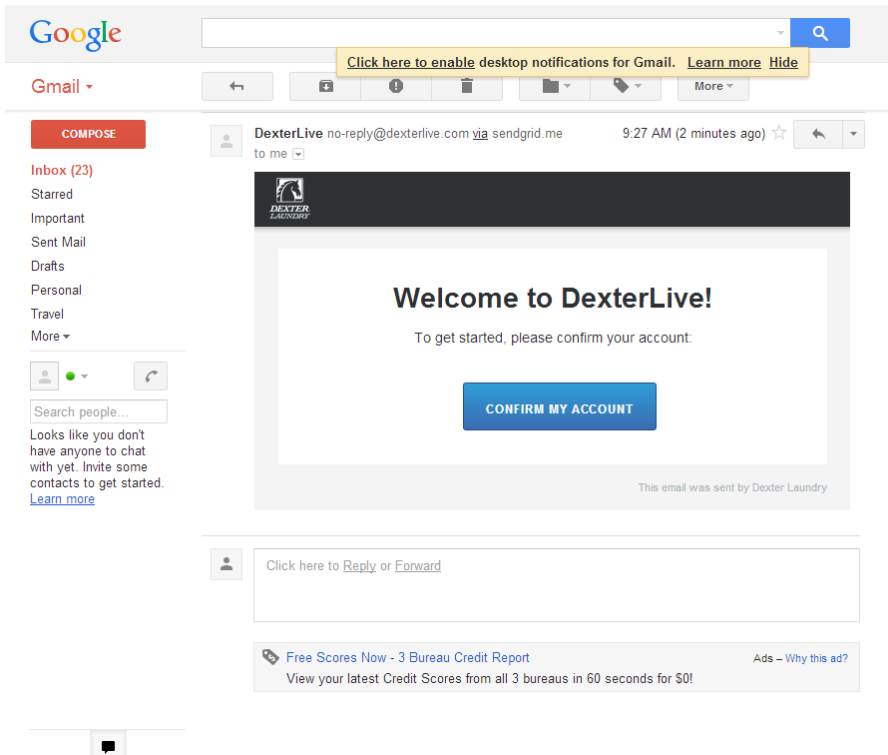 Google
Click here to enable desktop notifications for Gmail. Learn more Hide
Gmail
More
COMPOSE
Inbox (23)
Starred
Important
Sent Mail
Drafts
Personal
Travel
More
Search people...
Looks like you don't
have anyone to chat
with yet. Invite some
contacts to get started.
Learn more
DexterLive no-reply@dexterlive.com via sendgrid.me 9:27 AM (2 minutes ago)
to me
DEXTER
LAUNDRY
Welcome to DexterLive!
To get started, please confirm your account:
CONFIRM MY ACCOUNT
This email was sent by Dexter Laundry
Click here to Reply or Forward
Free Scores Now - 3 Bureau Credit Report Ads – Why this ad?
View your latest Credit Scores from all 3 bureaus in 60 seconds for $0!